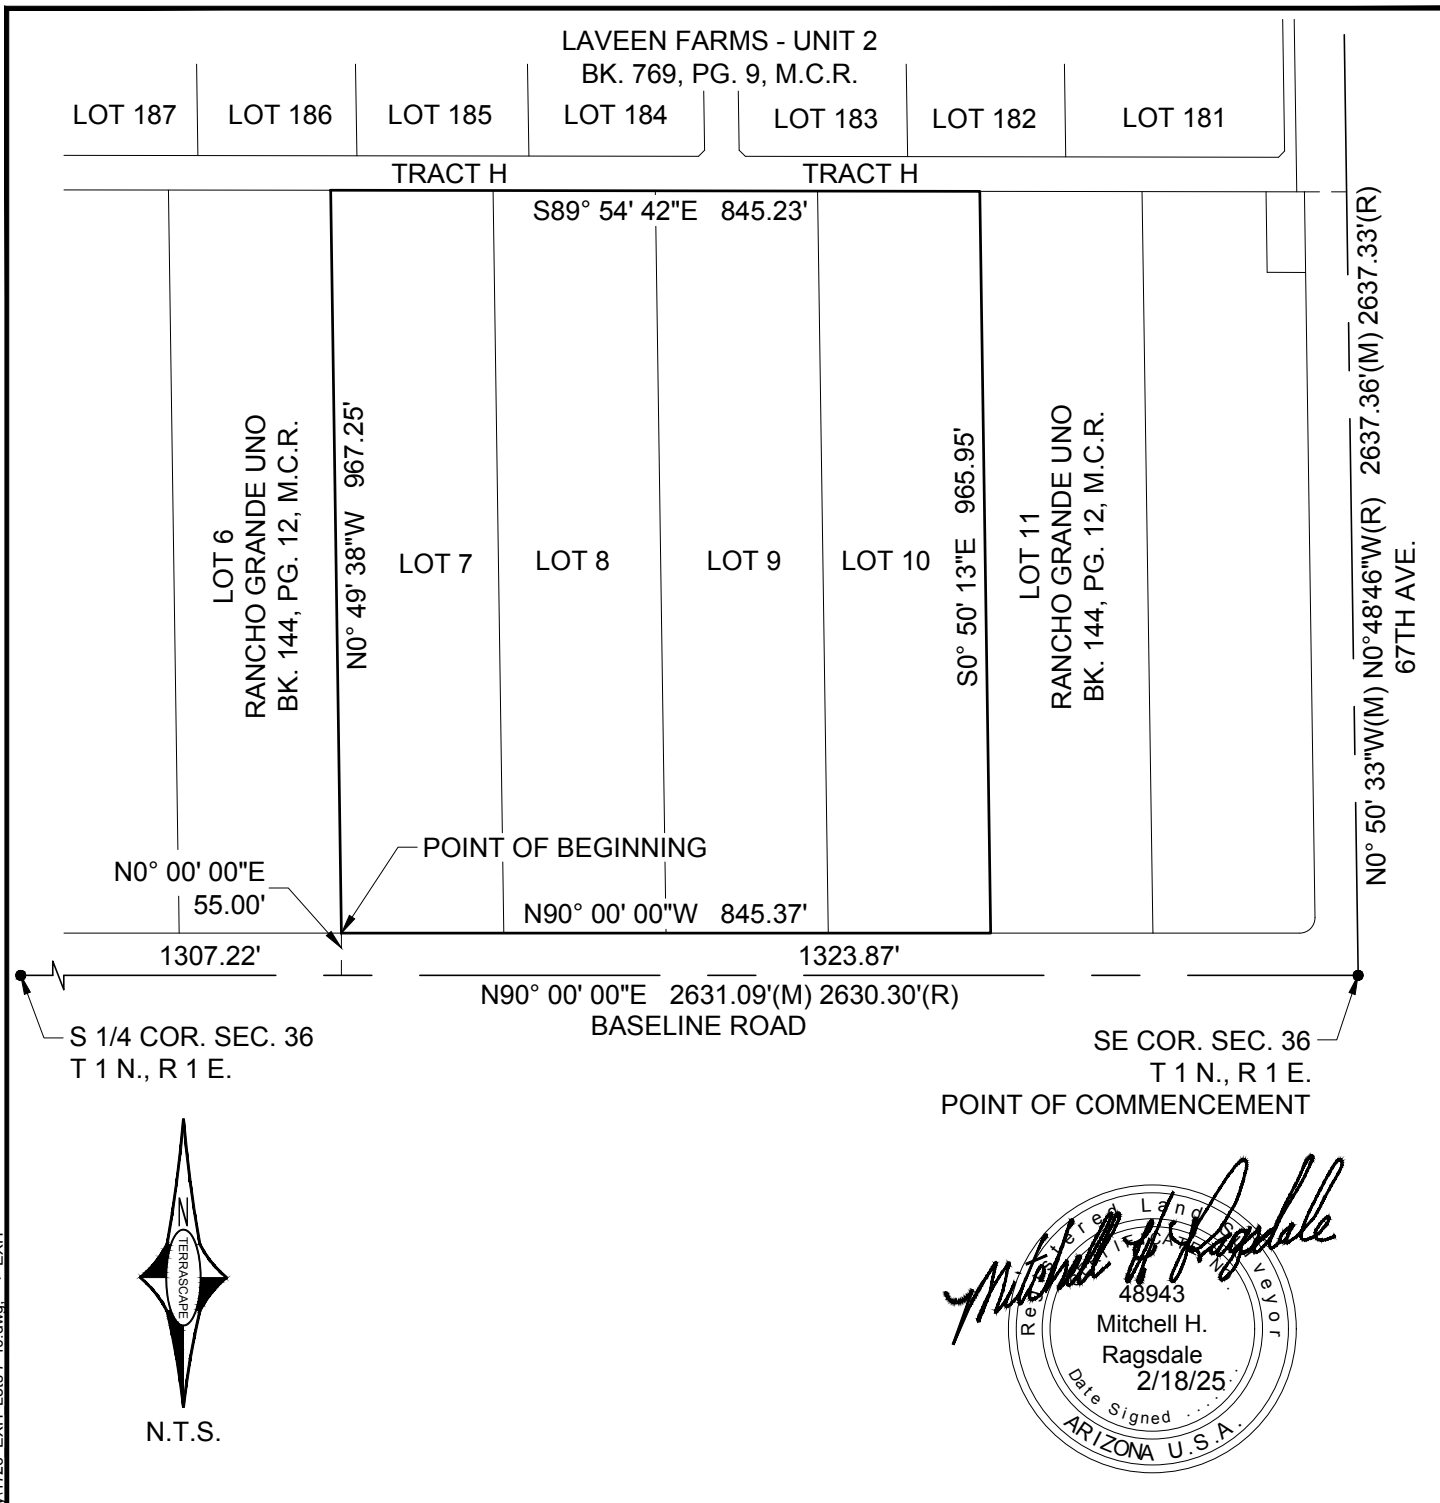 LAVEEN FARMS - UNIT 2
BK. 769, PG. 9, M.C.R.
LOT 187
LOT 186
LOT 185
LOT 184
LOT 183
LOT 182
LOT 181
TRACT H
TRACT H
S89° 54' 42"E 845.23'
LOT 6
RANCHO GRANDE UNO
BK. 144, PG. 12, M.C.R.
N0° 49' 38"W 967.25'
LOT 7
LOT 8
LOT 9
LOT 10
S0° 50' 13"E 965.95'
LOT 11
RANCHO GRANDE UNO
BK. 144, PG. 12, M.C.R.
N0° 50' 33"W(M) N0°48'46"W(R) 2637.36'(M) 2637.33'(R)
67TH AVE.
POINT OF BEGINNING
N0° 00' 00"E
55.00'
N90° 00' 00"W 845.37'
1307.22'
1323.87'
N90° 00' 00"E 2631.09'(M) 2630.30'(R)
BASELINE ROAD
S 1/4 COR. SEC. 36
T 1 N., R 1 E.
SE COR. SEC. 36
T 1 N., R 1 E.
POINT OF COMMENCEMENT
N
TERRASCAPE
N.T.S.
Mitchell H Ragsdale
48943
Mitchell H.
Ragsdale
2/18/25
Date Signed
ARIZONA U.S.A.